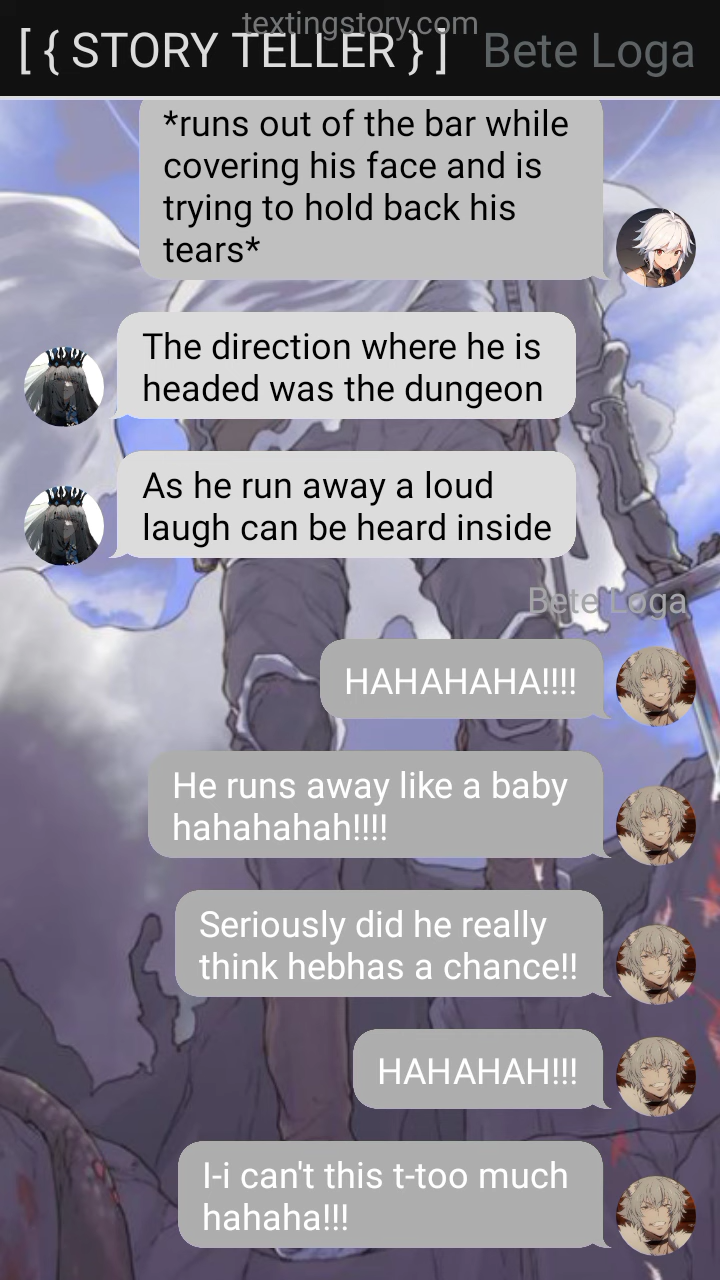 textingstory.com
[ { STORY TELLER } ] Bete Loga
*runs out of the bar while
covering his face and is
trying to hold back his
tears*
The direction where he is
headed was the dungeon
As he run away a loud
laugh can be heard inside
Bete Loga
HAHAHAHA!!!!
He runs away like a baby
hahahahah!!!!
Seriously did he really
think hebhas a chance!!
HAHAHAH!!!
I-i can't this t-too much
hahaha!!!